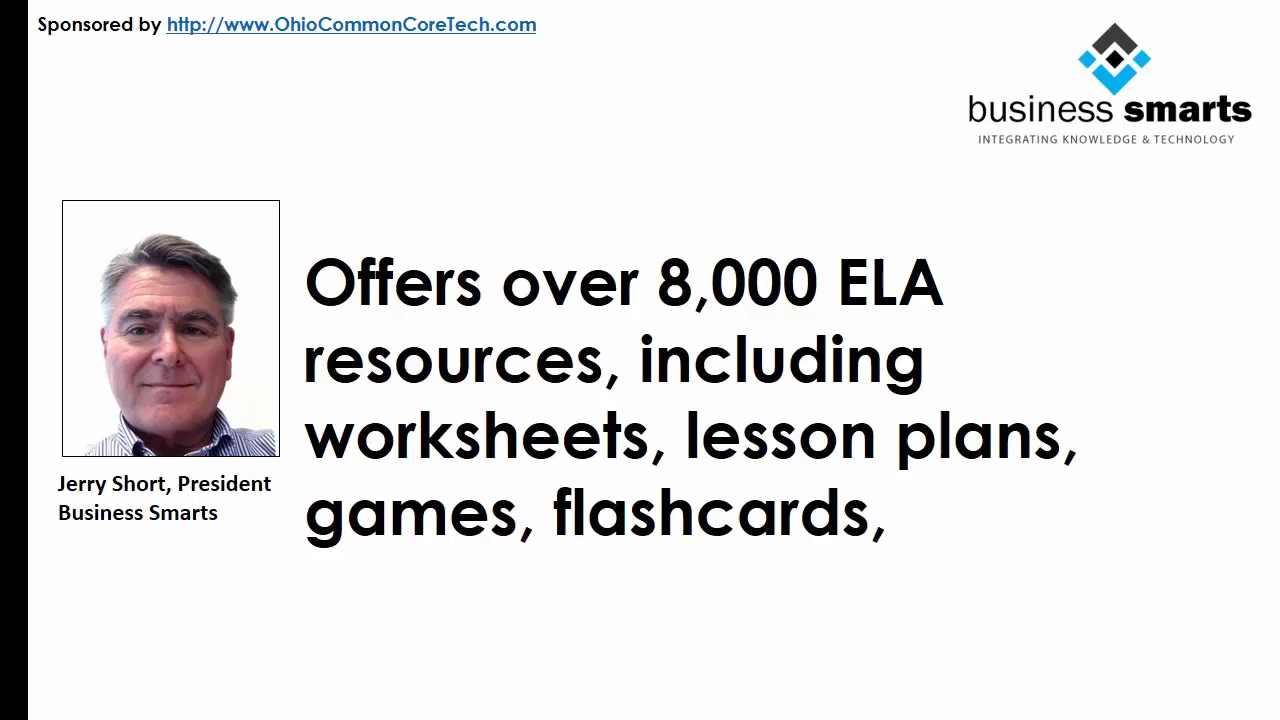 Sponsored by http://www.OhioCommonCoreTech.com
business smarts
INTEGRATING KNOWLEDGE & TECHNOLOGY
Offers over 8,000 ELA
resources, including
worksheets, lesson plans,
games, flashcards,
Jerry Short, President
Business Smarts